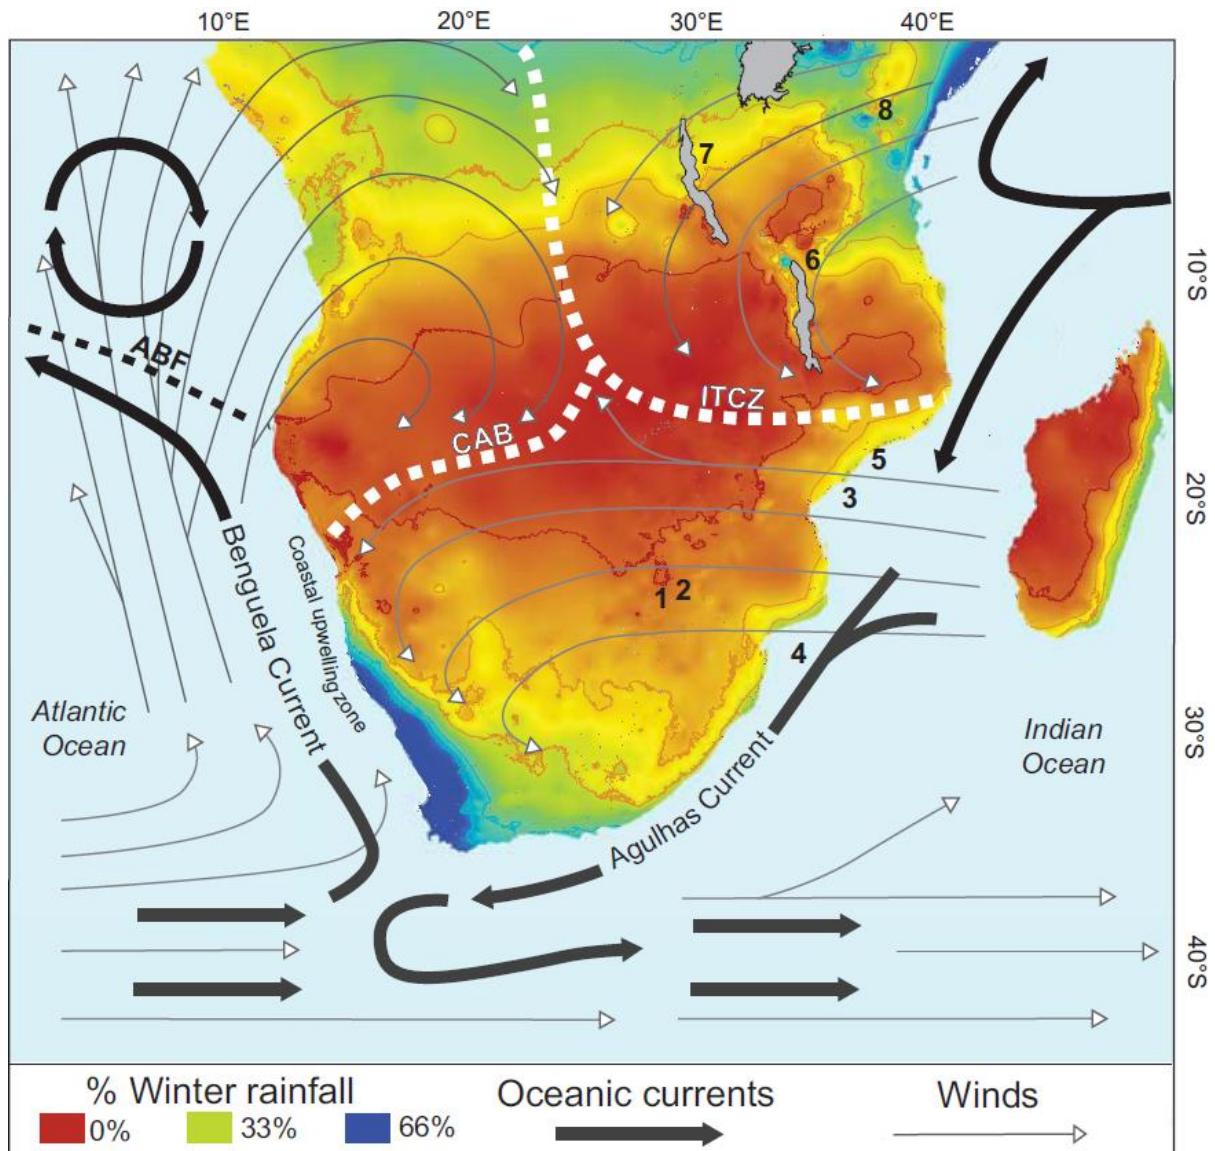 10°E 20°E 30°E 40°E
8
7
6
10°S
ABF
ITCZ
CAB
5
3
20°S
Benguela Current
Coastal upwelling zone
1 2
4
Atlantic
Ocean
30°S
Indian
Ocean
Agulhas Current
40°S
% Winter rainfall
0% 33% 66%
Oceanic currents
Winds